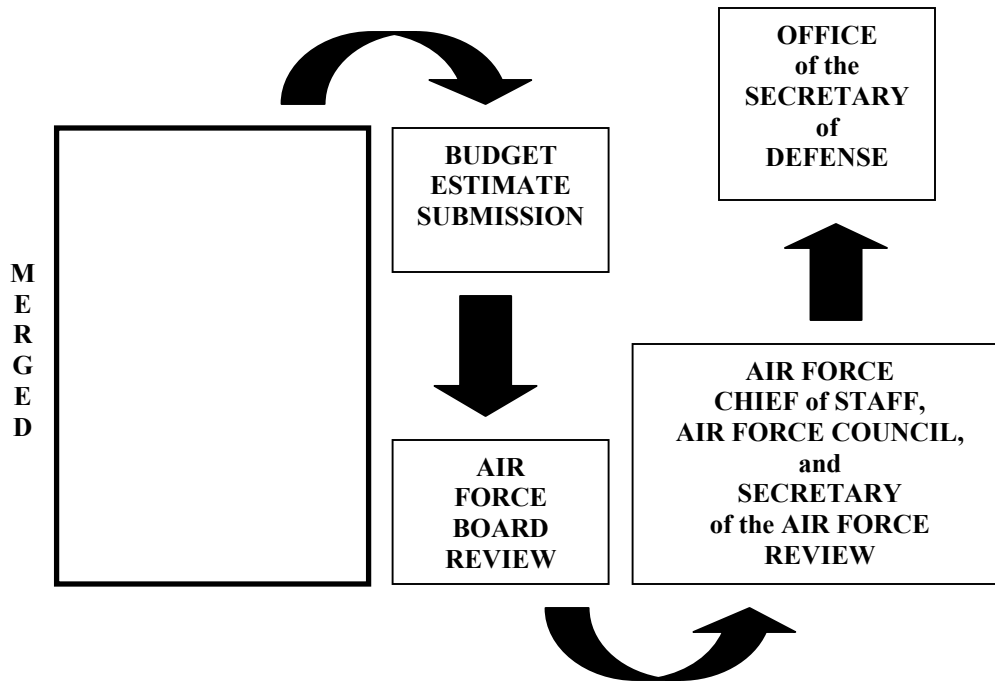 MERGED
BUDGET
ESTIMATE
SUBMISSION
AIR
FORCE
BOARD
REVIEW
AIR FORCE
CHIEF of STAFF,
AIR FORCE COUNCIL,
and
SECRETARY
of the AIR FORCE
REVIEW
OFFICE
of the
SECRETARY
of
DEFENSE